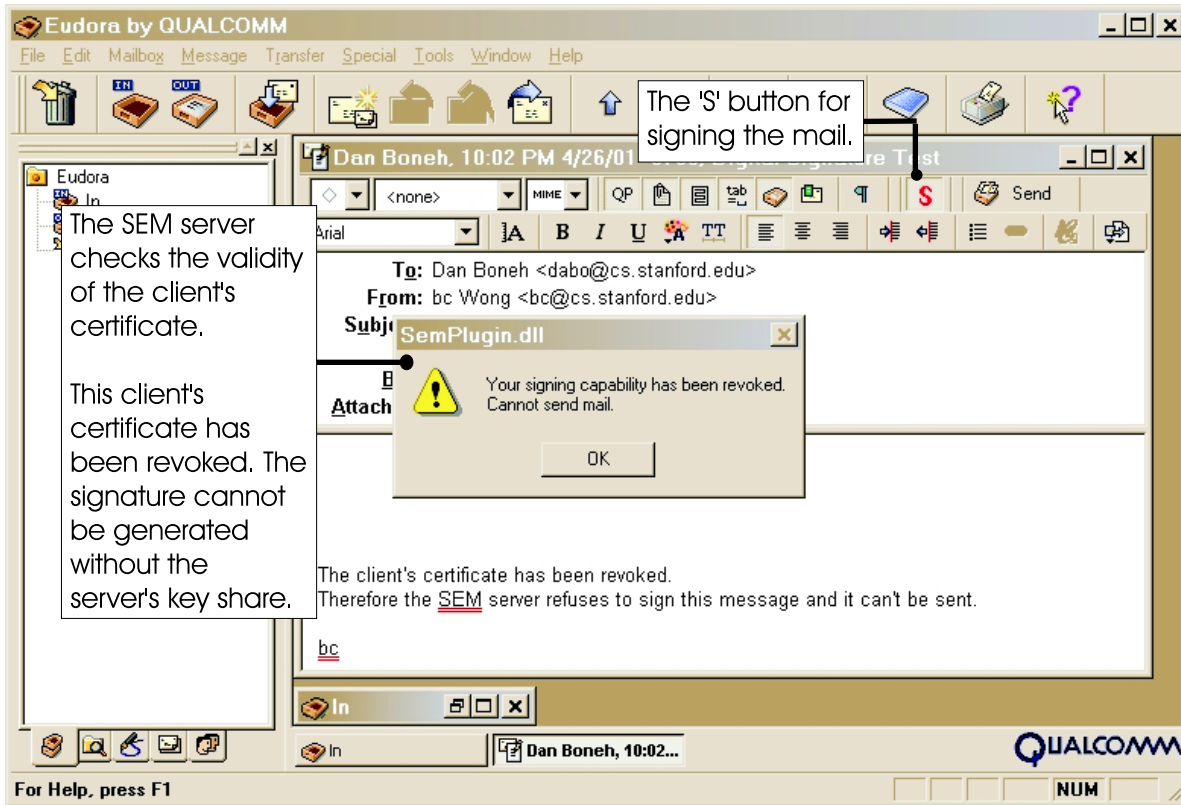 Eudora by QUALCOMM
File Edit Mailbox Message Transfer Special Tools Window Help
IN OUT
The 'S' button for
signing the mail.
Dan Boneh, 10:02 PM 4/26/01 Test
Eudora
In
<none> MIME QP tab S Send
Arial A B I U TT
The SEM server
checks the validity
of the client's
certificate.
This client's
certificate has
been revoked. The
signature cannot
be generated
without the
server's key share.
To: Dan Boneh <dabo@cs.stanford.edu>
From: bc Wong <bc@cs.stanford.edu>
Subje
Attach
SemPlugin.dll
Your signing capability has been revoked.
Cannot send mail.
OK
The client's certificate has been revoked.
Therefore the SEM server refuses to sign this message and it can't be sent.
bc
In
In
Dan Boneh, 10:02...
QUALCOMM
For Help, press F1
NUM